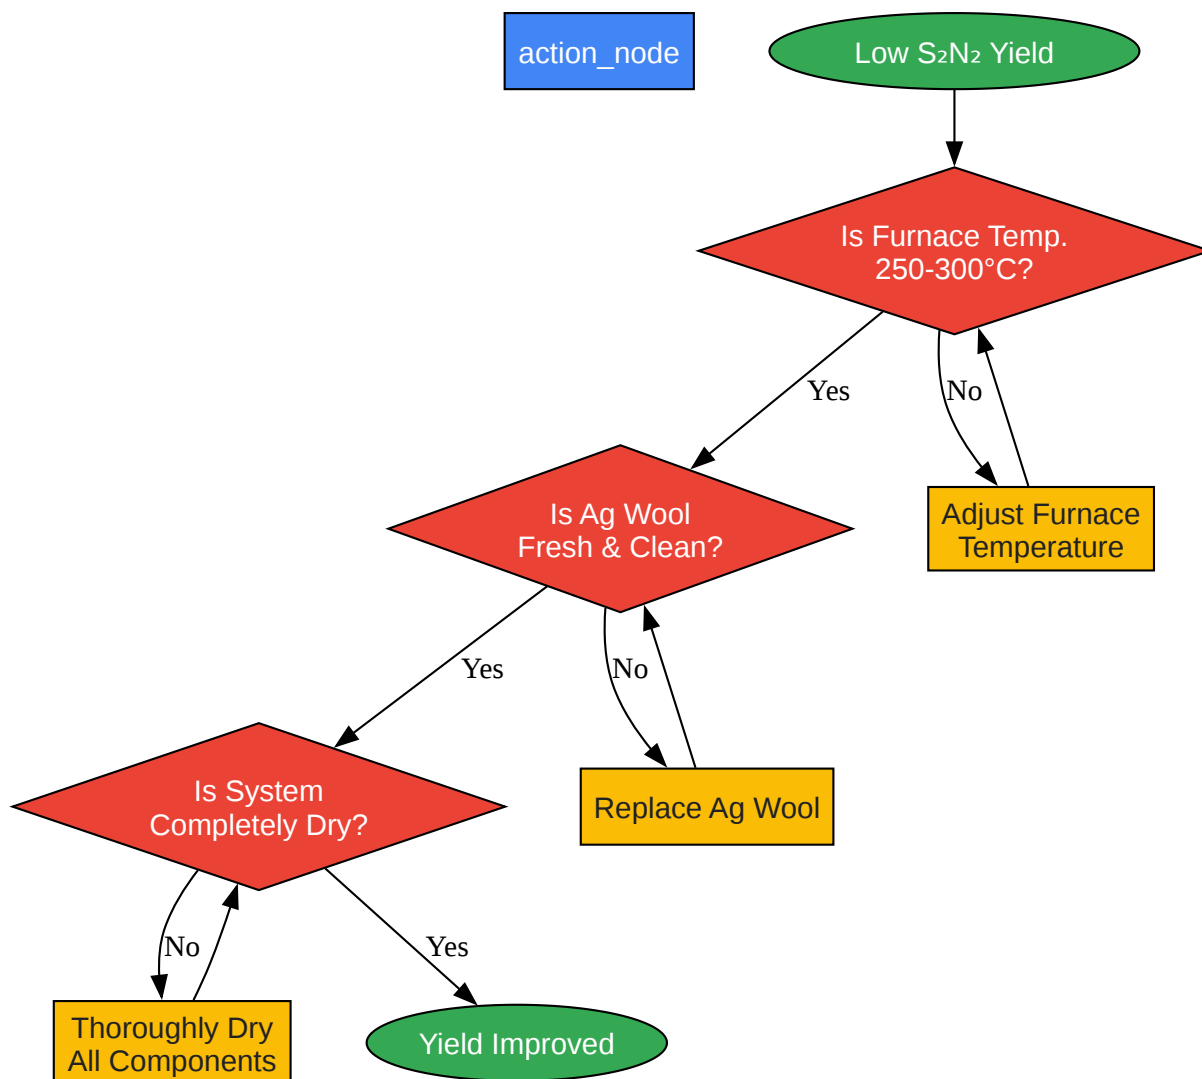 action_node
Low S₂N₂ Yield
Is Furnace Temp.
250-300°C?
Yes
No
Is Ag Wool
Fresh & Clean?
Adjust Furnace
Temperature
Yes
No
Is System
Completely Dry?
Replace Ag Wool
No
Yes
Thoroughly Dry
All Components
Yield Improved